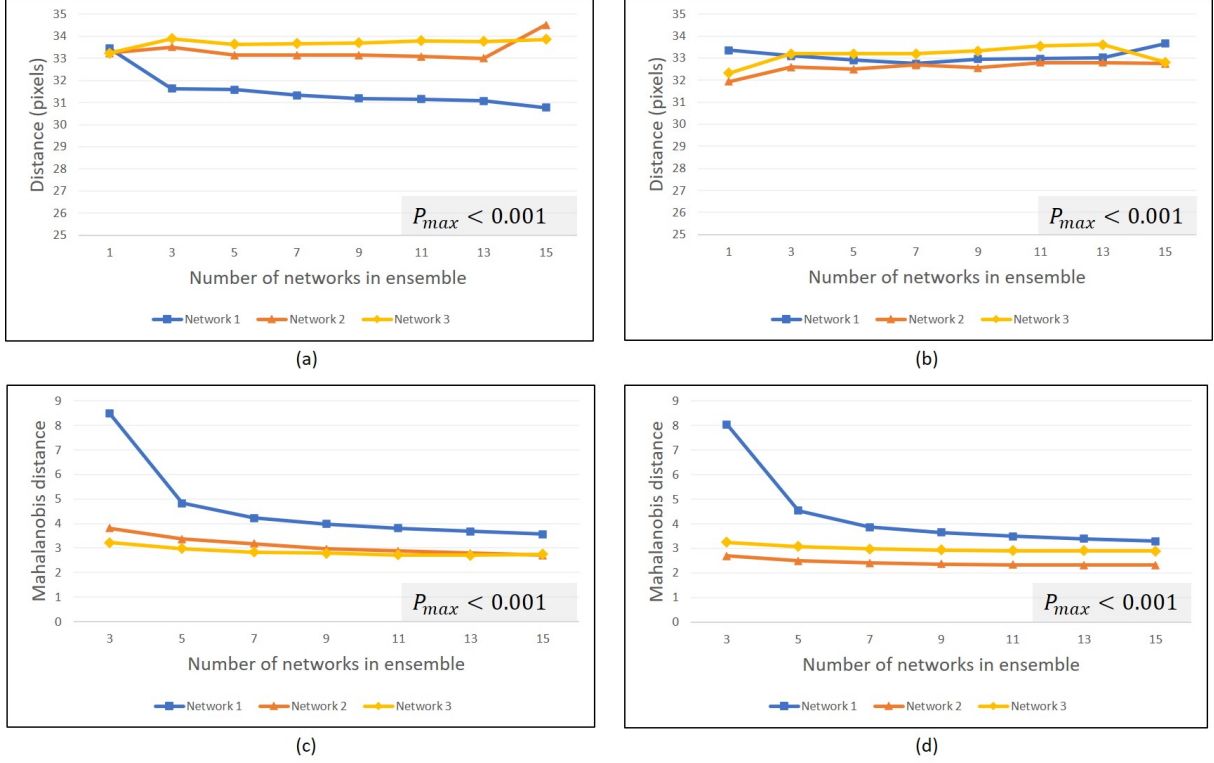 35
34
33
32
31
30
29
28
27
26
25
Distance (pixels)
P_max < 0.001
1 3 5 7 9 11 13 15
Number of networks in ensemble
Network 1 Network 2 Network 3
(a)
35
34
33
32
31
30
29
28
27
26
25
Distance (pixels)
P_max < 0.001
1 3 5 7 9 11 13 15
Number of networks in ensemble
Network 1 Network 2 Network 3
(b)
9
8
7
6
5
4
3
2
1
0
Mahalanobis distance
P_max < 0.001
3 5 7 9 11 13 15
Number of networks in ensemble
Network 1 Network 2 Network 3
(c)
9
8
7
6
5
4
3
2
1
0
Mahalanobis distance
P_max < 0.001
3 5 7 9 11 13 15
Number of networks in ensemble
Network 1 Network 2 Network 3
(d)